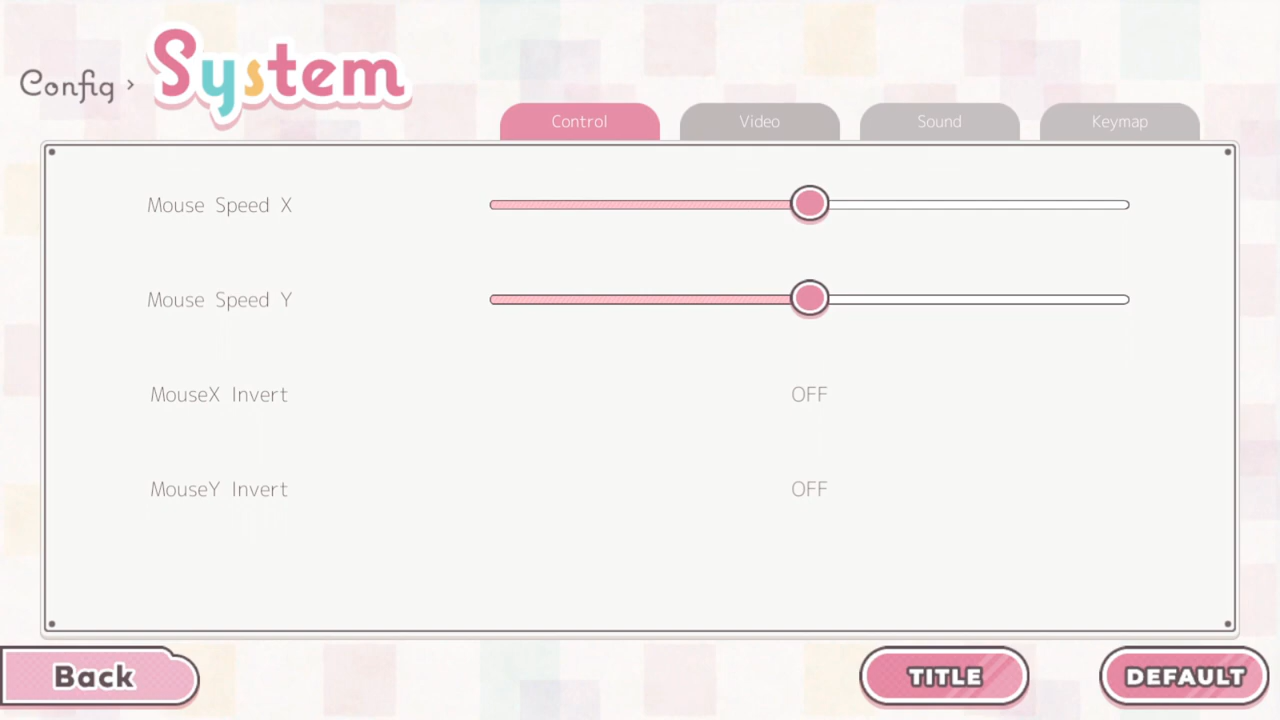 Config › System
Control Video Sound Keymap
Mouse Speed X
Mouse Speed Y
MouseX Invert OFF
MouseY Invert OFF
Back TITLE DEFAULT